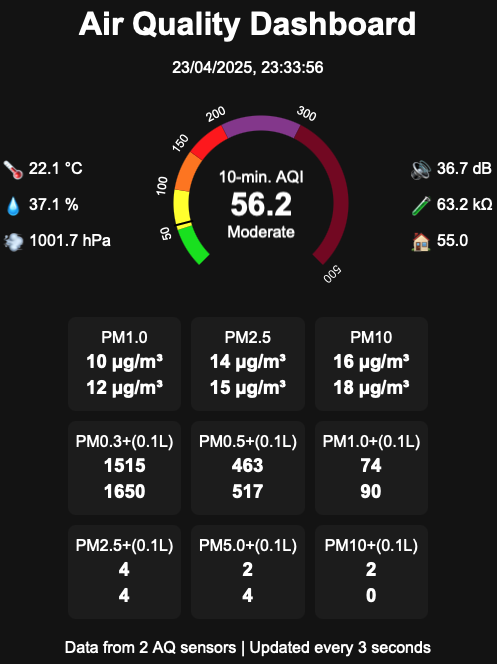 Air Quality Dashboard
23/04/2025, 23:33:56
200
300
150
100
50
500
10-min. AQI
56.2
Moderate
22.1 °C
37.1 %
1001.7 hPa
36.7 dB
63.2 kΩ
55.0
PM1.0
10 µg/m³
12 µg/m³
PM2.5
14 µg/m³
15 µg/m³
PM10
16 µg/m³
18 µg/m³
PM0.3+(0.1L)
1515
1650
PM0.5+(0.1L)
463
517
PM1.0+(0.1L)
74
90
PM2.5+(0.1L)
4
4
PM5.0+(0.1L)
2
4
PM10+(0.1L)
2
0
Data from 2 AQ sensors | Updated every 3 seconds